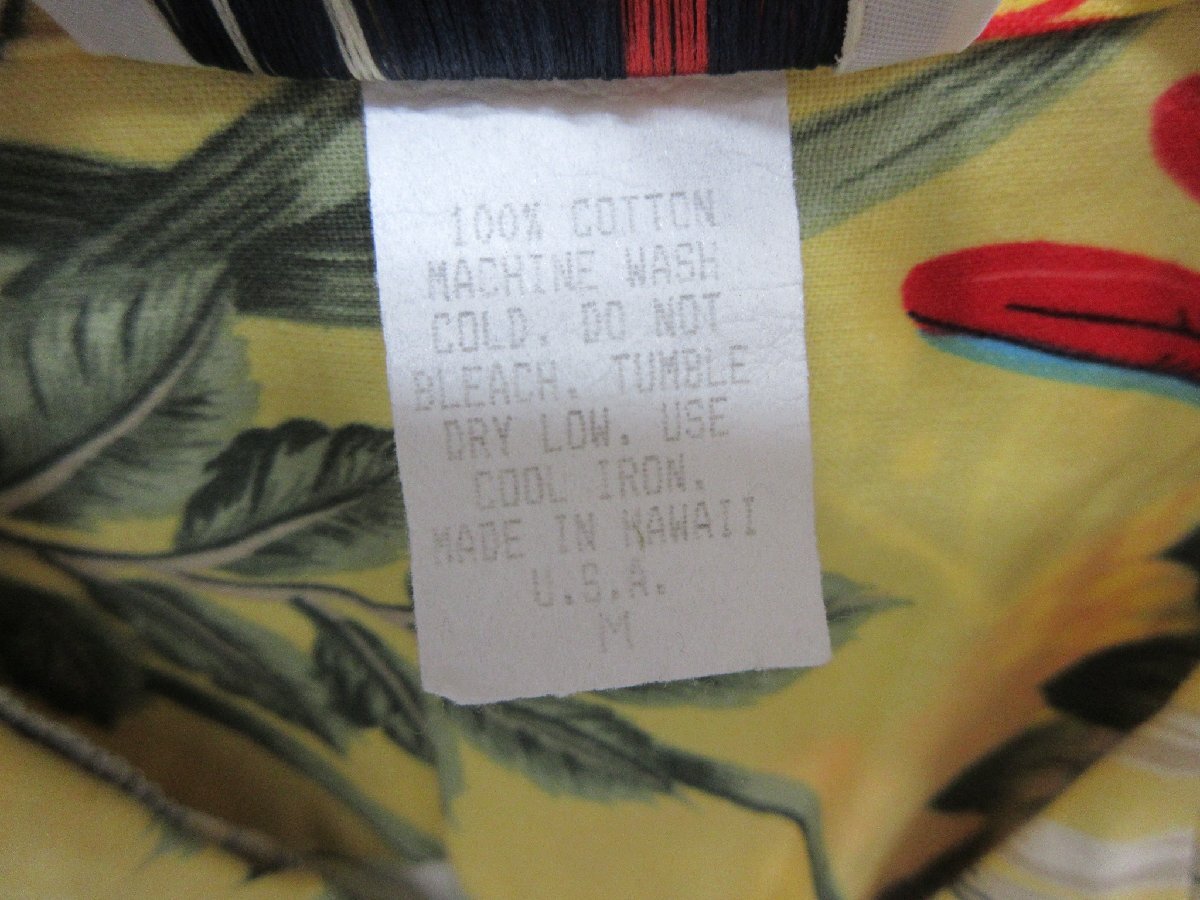 100% COTTON
MACHINE WASH
COLD. DO NOT
BLEACH. TUMBLE
DRY LOW. USE
COOL IRON.
MADE IN HAWAII
U.S.A.
M